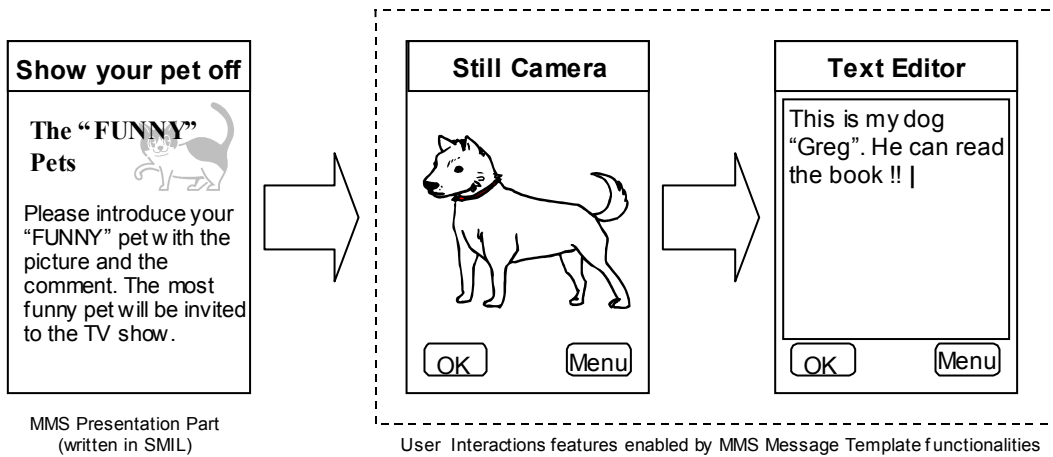 Show your pet off
The “FUNNY”
Pets
Please introduce your
“FUNNY” pet with the
picture and the
comment. The most
funny pet will be invited
to the TV show.
MMS Presentation Part
(written in SMIL)
Still Camera
OK
Menu
Text Editor
This is my dog
“Greg”. He can read
the book !! |
OK
Menu
User Interactions features enabled by MMS Message Template functionalities